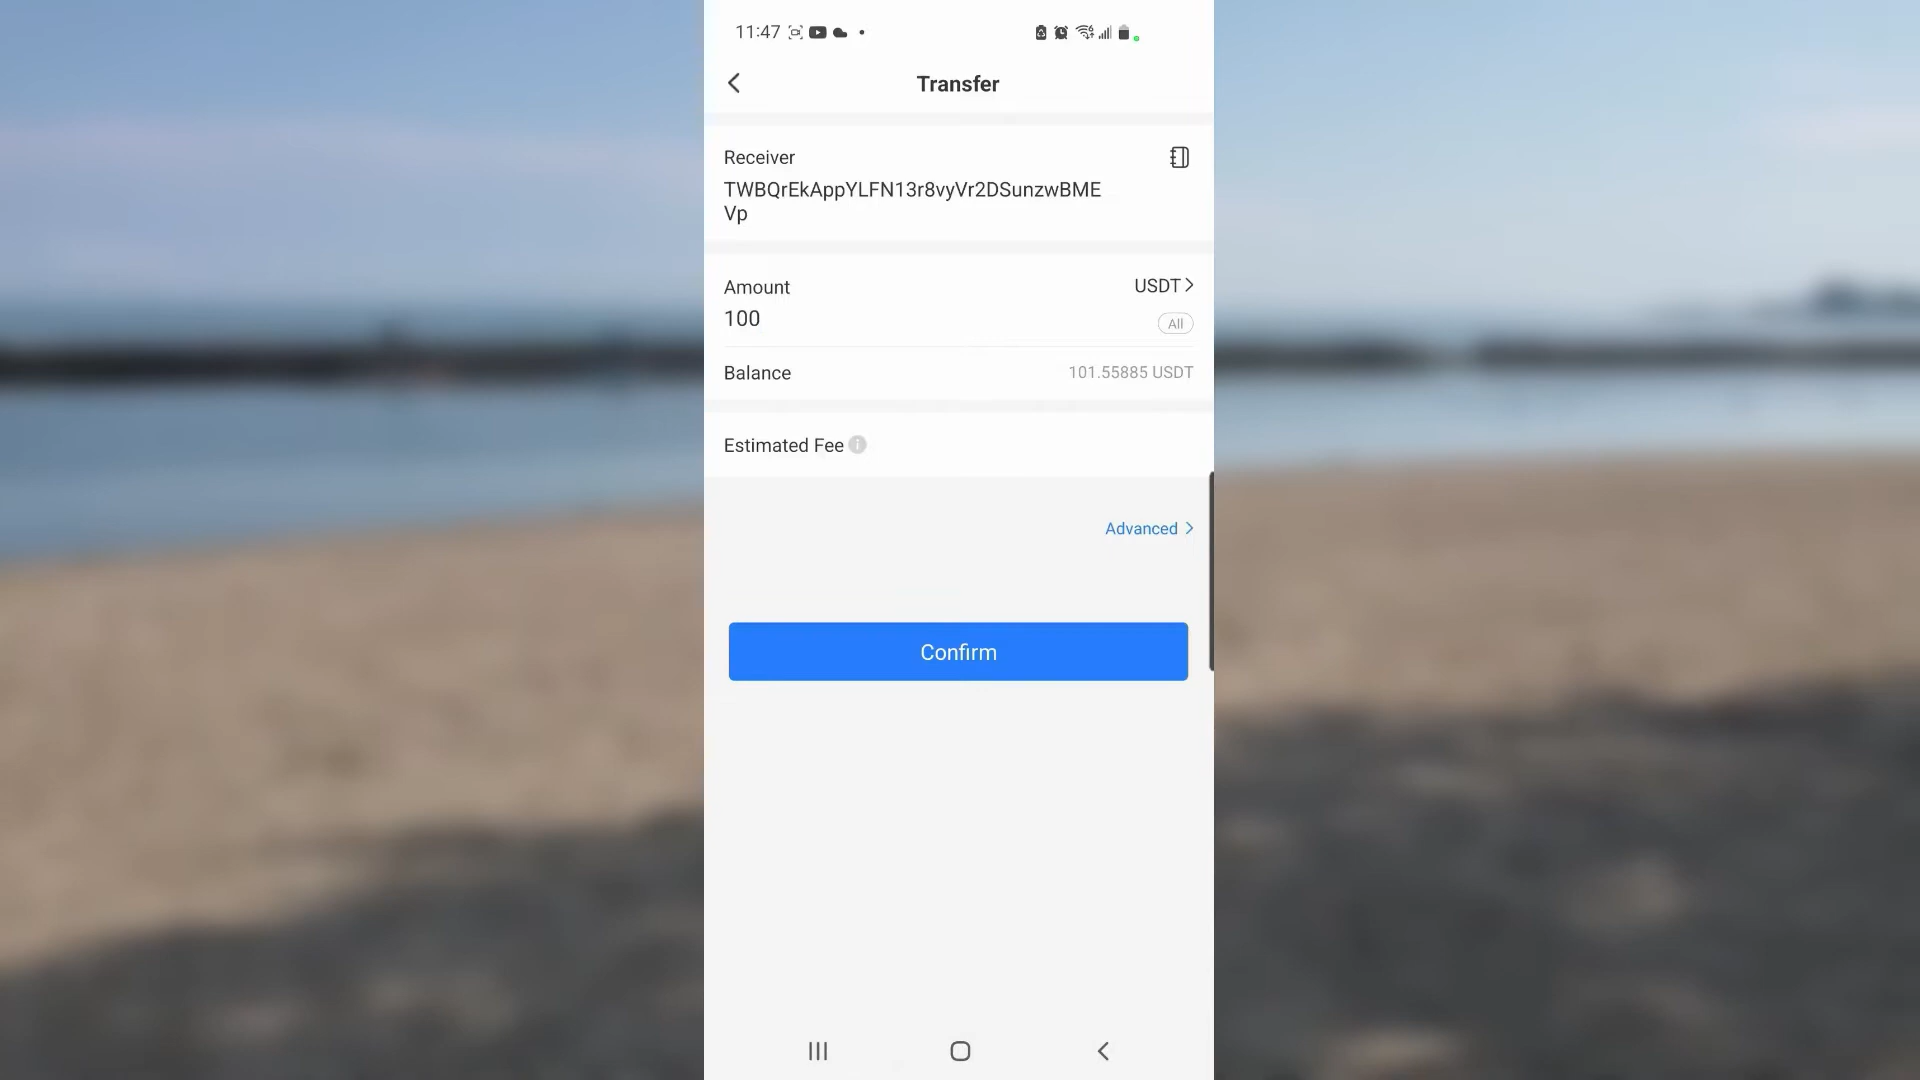 11:47
Transfer
Receiver
TWBQrEkAppYLFN13r8vyVr2DSunzwBME
Vp
Amount
USDT
100
All
Balance
101.55885 USDT
Estimated Fee
Advanced
Confirm